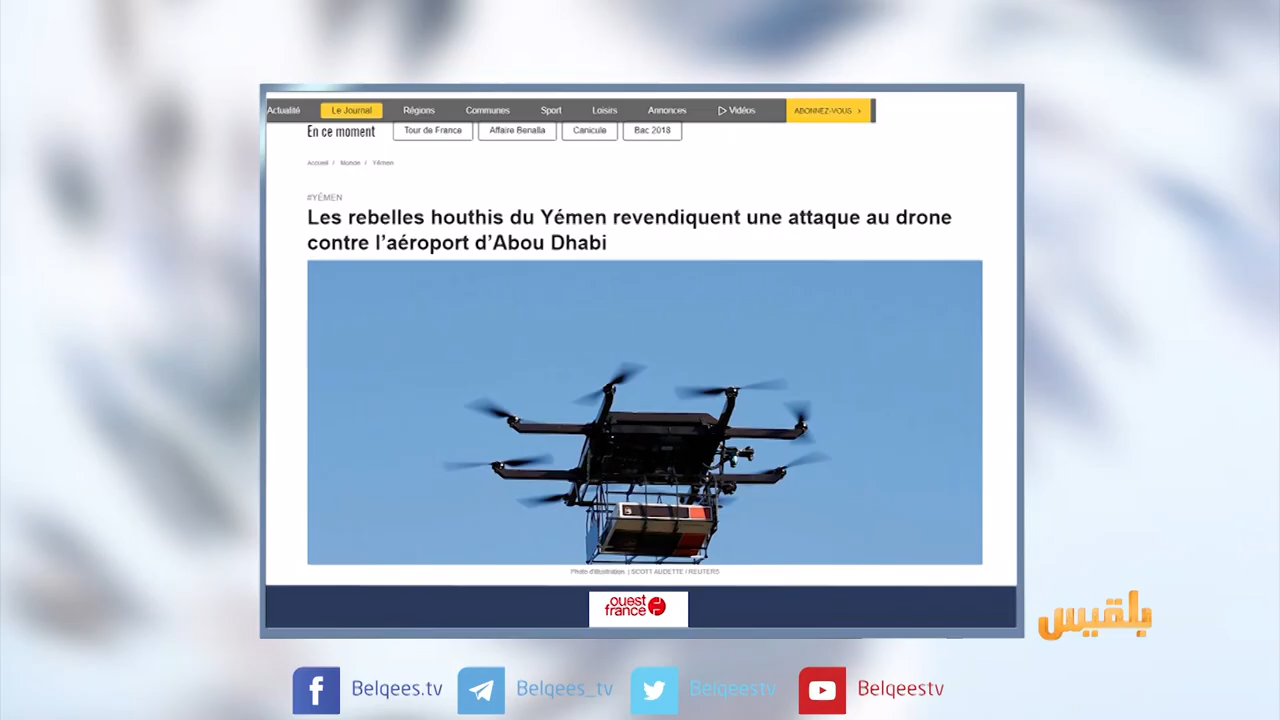 Actualité Le Journal Régions Communes Sport Loisirs Annonces Vidéos ABONNEZ-VOUS >
En ce moment Tour de France Affaire Benalla Canicule Bac 2018
Accueil / Monde / Yémen
#YÉMEN
Les rebelles houthis du Yémen revendiquent une attaque au drone
contre l’aéroport d’Abou Dhabi
Photo d'illustration. | SCOTT AUDETTE / REUTERS
ouest
france
بلقيس
Belqees.tv Belqees_tv Belqeestv Belqeestv